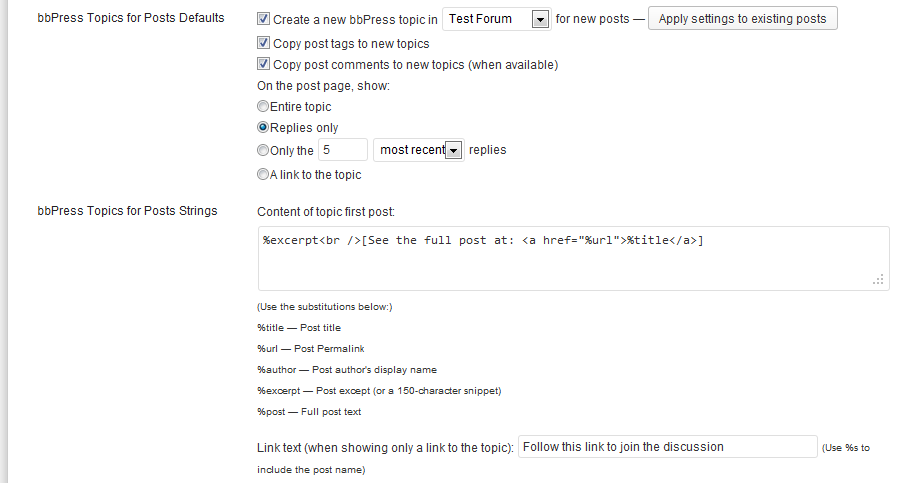 bbPress Topics for Posts Defaults Create a new bbPress topic in Test Forum for new posts — Apply settings to existing posts
Copy post tags to new topics
Copy post comments to new topics (when available)
On the post page, show:
Entire topic
Replies only
Only the 5 most recent replies
A link to the topic
bbPress Topics for Posts Strings Content of topic first post:
%excerpt<br />[See the full post at: <a href="%url">%title</a>]
(Use the substitutions below:)
%title — Post title
%url — Post Permalink
%author — Post author's display name
%excerpt — Post except (or a 150-character snippet)
%post — Full post text
Link text (when showing only a link to the topic): Follow this link to join the discussion (Use %s to
include the post name)